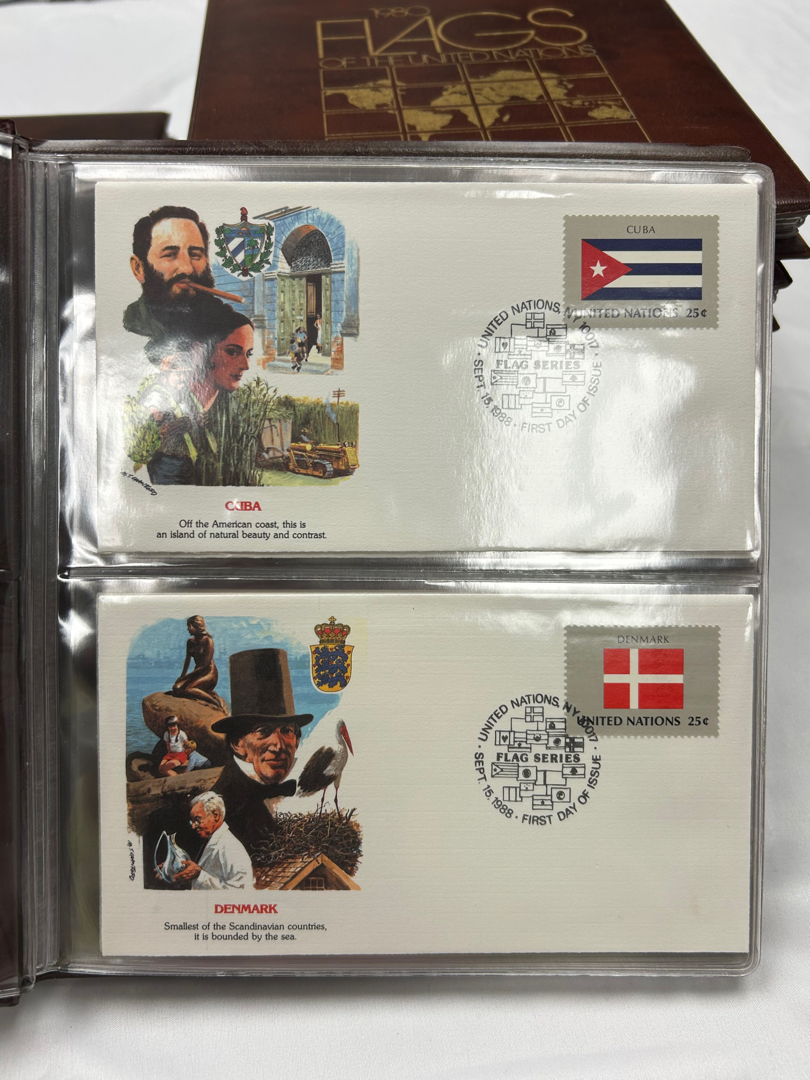 1980
FLAGS
OF THE UNITED NATIONS
CUBA
UNITED NATIONS 25¢
UNITED NATIONS, NY 10017
FLAG SERIES
SEPT. 15, 1988 · FIRST DAY OF ISSUE ·
CUBA
Off the American coast, this is
an island of natural beauty and contrast.
DENMARK
UNITED NATIONS 25¢
UNITED NATIONS, NY 10017
FLAG SERIES
SEPT. 15, 1988 · FIRST DAY OF ISSUE ·
DENMARK
Smallest of the Scandinavian countries,
it is bounded by the sea.